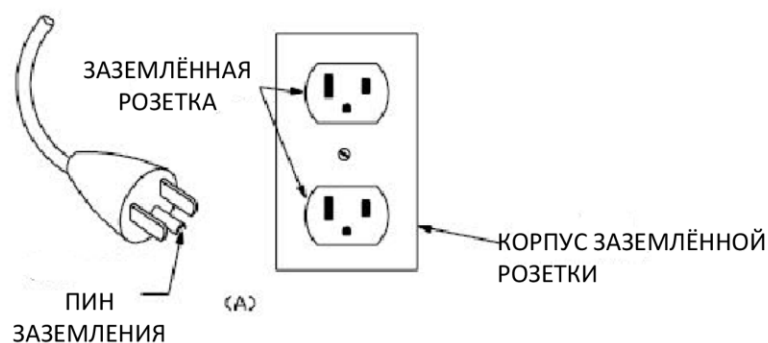 ЗАЗЕМЛЁННАЯ
РОЗЕТКА
КОРПУС ЗАЗЕМЛЁННОЙ
РОЗЕТКИ
ПИН
ЗАЗЕМЛЕНИЯ
(A)